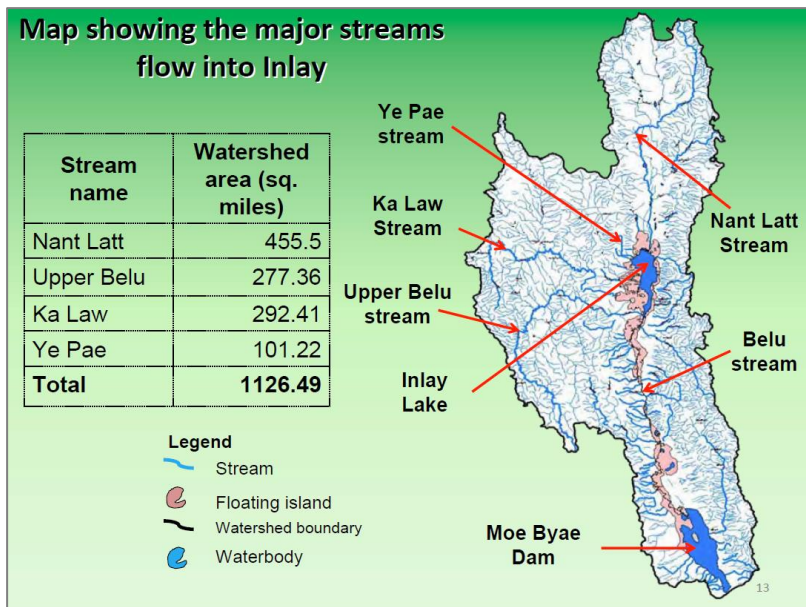 Map showing the major streams
flow into Inlay
Stream
name
Watershed
area (sq.
miles)
Nant Latt 455.5
Upper Belu 277.36
Ka Law 292.41
Ye Pae 101.22
Total 1126.49
Legend
Stream
Floating island
Watershed boundary
Waterbody
Ye Pae
stream
Ka Law
Stream
Upper Belu
stream
Inlay
Lake
Nant Latt
Stream
Belu
stream
Moe Byae
Dam
13